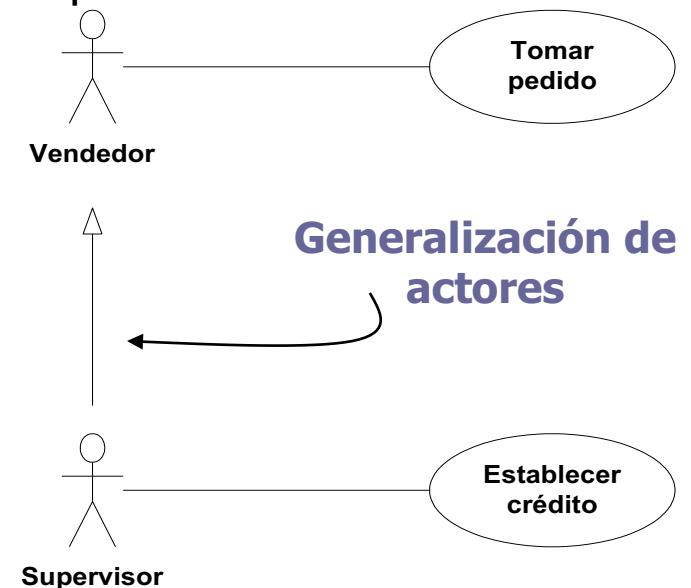 Tomar
pedido
Vendedor
Generalización de
actores
Establecer
crédito
Supervisor